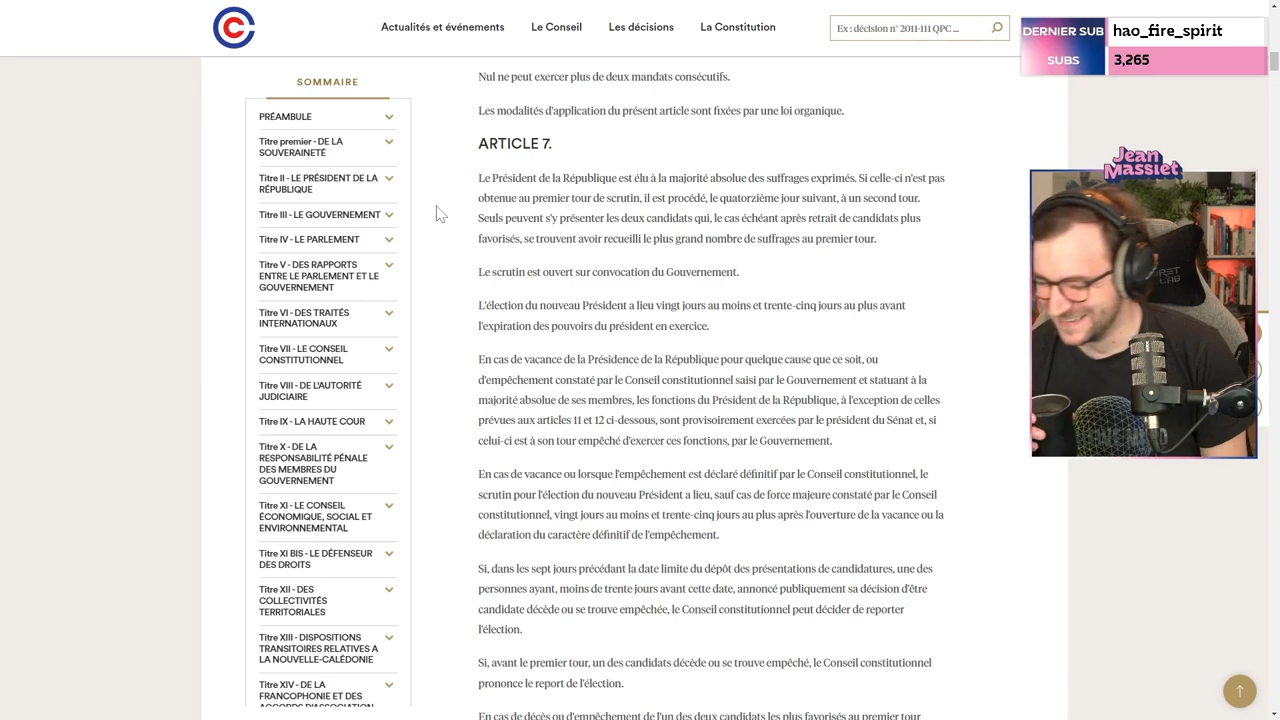 Actualités et événements
Le Conseil
Les décisions
La Constitution
Ex : décision n° 2011-111 QPC ...
DERNIER SUB
hao_fire_spirit
SUBS
3,265
SOMMAIRE
PRÉAMBULE
Titre premier - DE LA
SOUVERAINETÉ
Titre II - LE PRÉSIDENT DE LA
RÉPUBLIQUE
Titre III - LE GOUVERNEMENT
Titre IV - LE PARLEMENT
Titre V - DES RAPPORTS
ENTRE LE PARLEMENT ET LE
GOUVERNEMENT
Titre VI - DES TRAITÉS
INTERNATIONAUX
Titre VII - LE CONSEIL
CONSTITUTIONNEL
Titre VIII - DE L'AUTORITÉ
JUDICIAIRE
Titre IX - LA HAUTE COUR
Titre X - DE LA
RESPONSABILITÉ PÉNALE
DES MEMBRES DU
GOUVERNEMENT
Titre XI - LE CONSEIL
ÉCONOMIQUE, SOCIAL ET
ENVIRONNEMENTAL
Titre XI BIS - LE DÉFENSEUR
DES DROITS
Titre XII - DES
COLLECTIVITÉS
TERRITORIALES
Titre XIII - DISPOSITIONS
TRANSITOIRES RELATIVES A
LA NOUVELLE-CALÉDONIE
Titre XIV - DE LA
FRANCOPHONIE ET DES
ACCORDS D'ASSOCIATION
Nul ne peut exercer plus de deux mandats consécutifs.
Les modalités d'application du présent article sont fixées par une loi organique.
ARTICLE 7.
Le Président de la République est élu à la majorité absolue des suffrages exprimés. Si celle-ci n'est pas
obtenue au premier tour de scrutin, il est procédé, le quatorzième jour suivant, à un second tour.
Seuls peuvent s'y présenter les deux candidats qui, le cas échéant après retrait de candidats plus
favorisés, se trouvent avoir recueilli le plus grand nombre de suffrages au premier tour.
Le scrutin est ouvert sur convocation du Gouvernement.
L'élection du nouveau Président a lieu vingt jours au moins et trente-cinq jours au plus avant
l'expiration des pouvoirs du président en exercice.
En cas de vacance de la Présidence de la République pour quelque cause que ce soit, ou
d'empêchement constaté par le Conseil constitutionnel saisi par le Gouvernement et statuant à la
majorité absolue de ses membres, les fonctions du Président de la République, à l'exception de celles
prévues aux articles 11 et 12 ci-dessous, sont provisoirement exercées par le président du Sénat et, si
celui-ci est à son tour empêché d'exercer ces fonctions, par le Gouvernement.
En cas de vacance ou lorsque l'empêchement est déclaré définitif par le Conseil constitutionnel, le
scrutin pour l'élection du nouveau Président a lieu, sauf cas de force majeure constaté par le Conseil
constitutionnel, vingt jours au moins et trente-cinq jours au plus après l'ouverture de la vacance ou la
déclaration du caractère définitif de l'empêchement.
Si, dans les sept jours précédant la date limite du dépôt des présentations de candidatures, une des
personnes ayant, moins de trente jours avant cette date, annoncé publiquement sa décision d'être
candidate décède ou se trouve empêchée, le Conseil constitutionnel peut décider de reporter
l'élection.
Si, avant le premier tour, un des candidats décède ou se trouve empêché, le Conseil constitutionnel
prononce le report de l'élection.
En cas de décès ou d'empêchement de l'un des deux candidats les plus favorisés au premier tour
Jean
Massiet